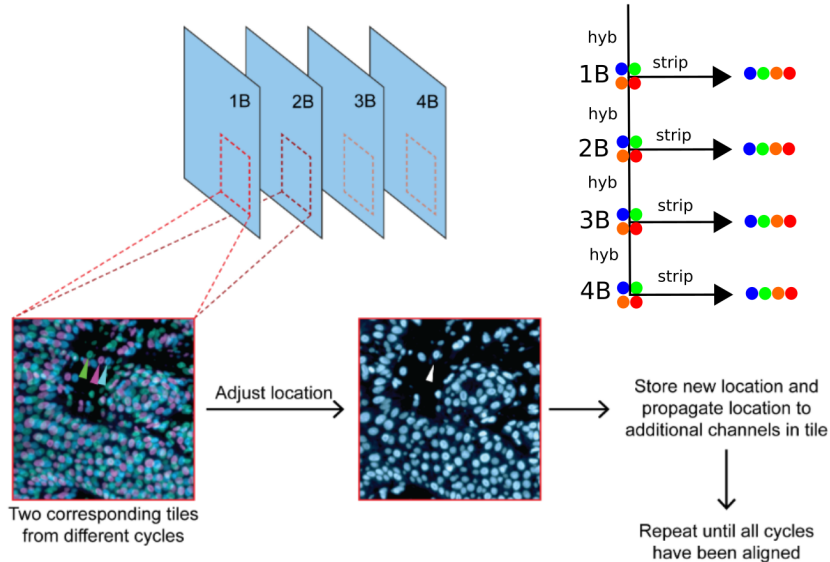 1B
2B
3B
4B
hyb
1B
strip
hyb
2B
strip
hyb
3B
strip
hyb
4B
strip
Two corresponding tiles
from different cycles
Adjust location
Store new location and
propagate location to
additional channels in tile
Repeat until all cycles
have been aligned